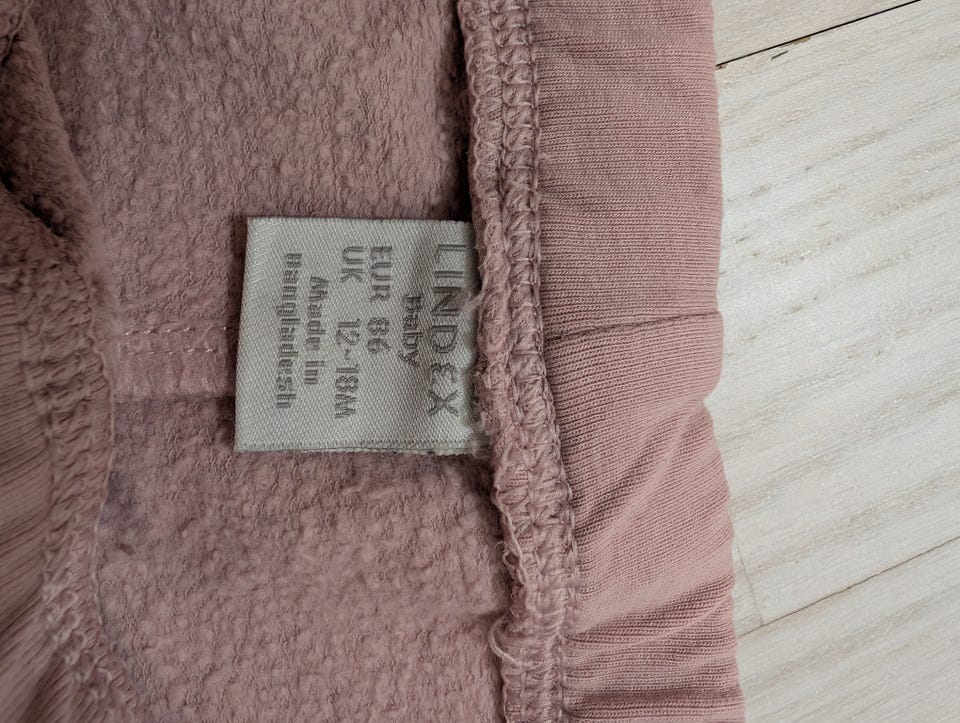 LINDEX
Baby
EUR 86
UK 12-18M
Made in
Bangladesh